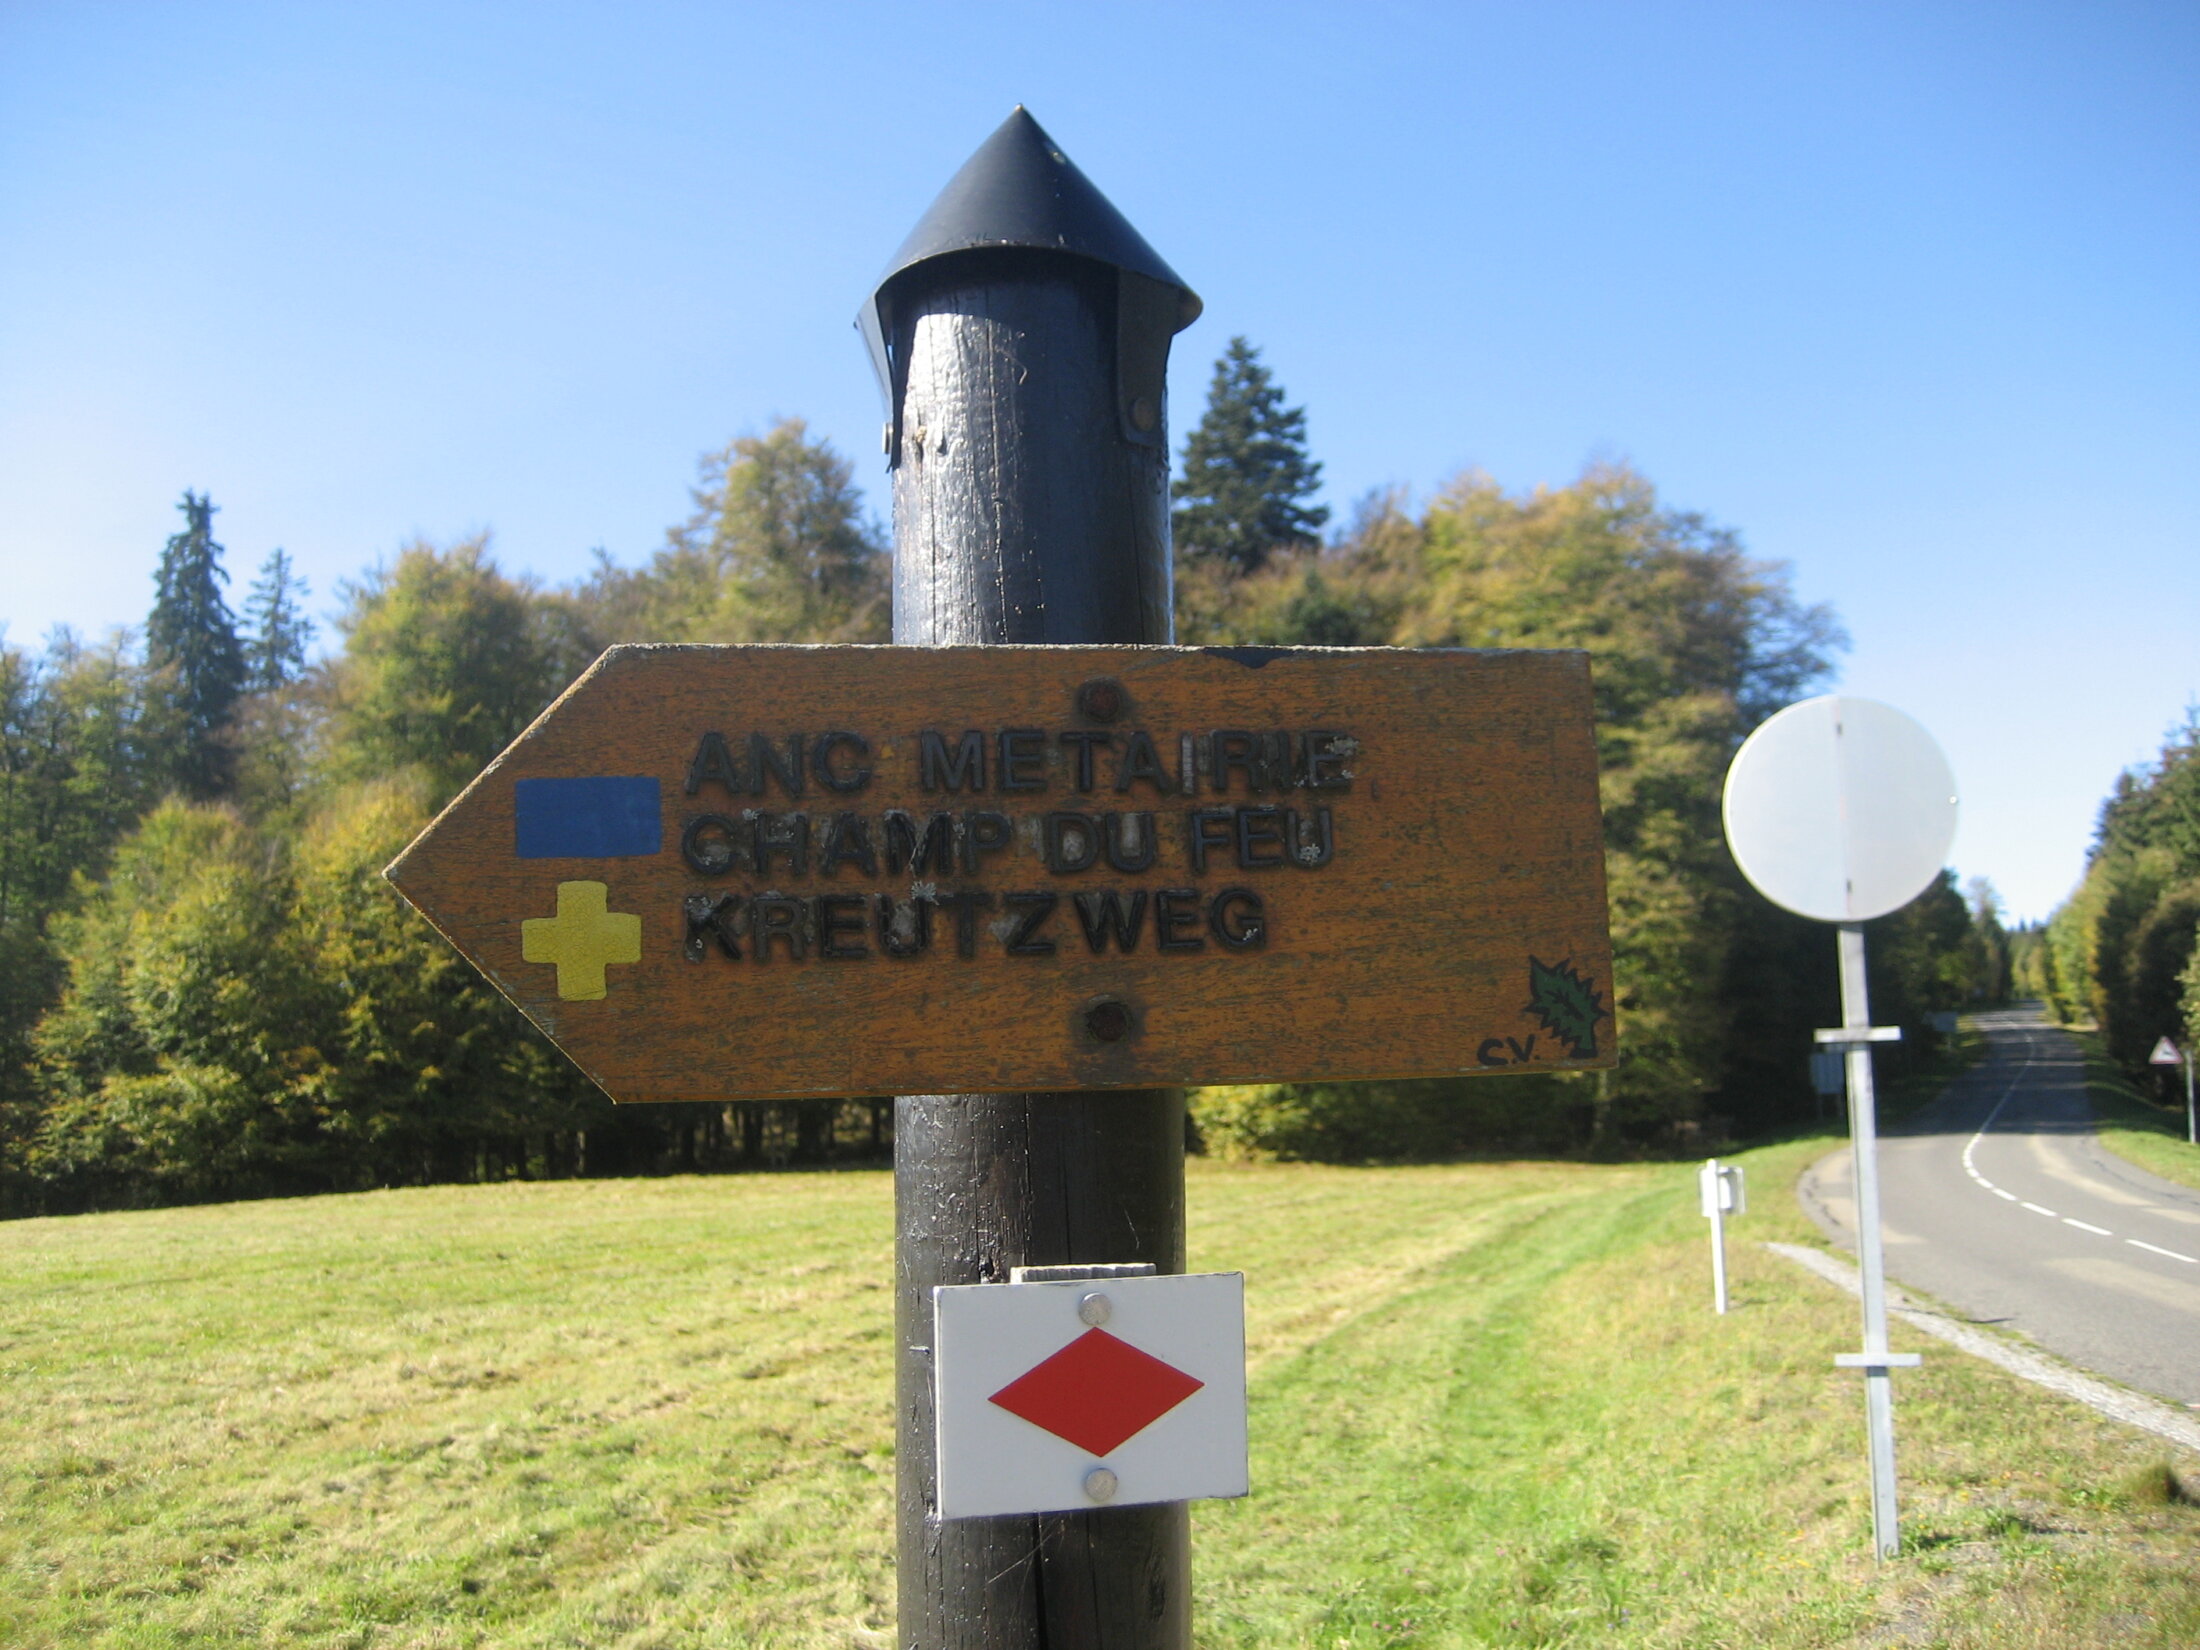 ANC METAIRIE
CHAMP DU FEU
KREUTZWEG
C.V.